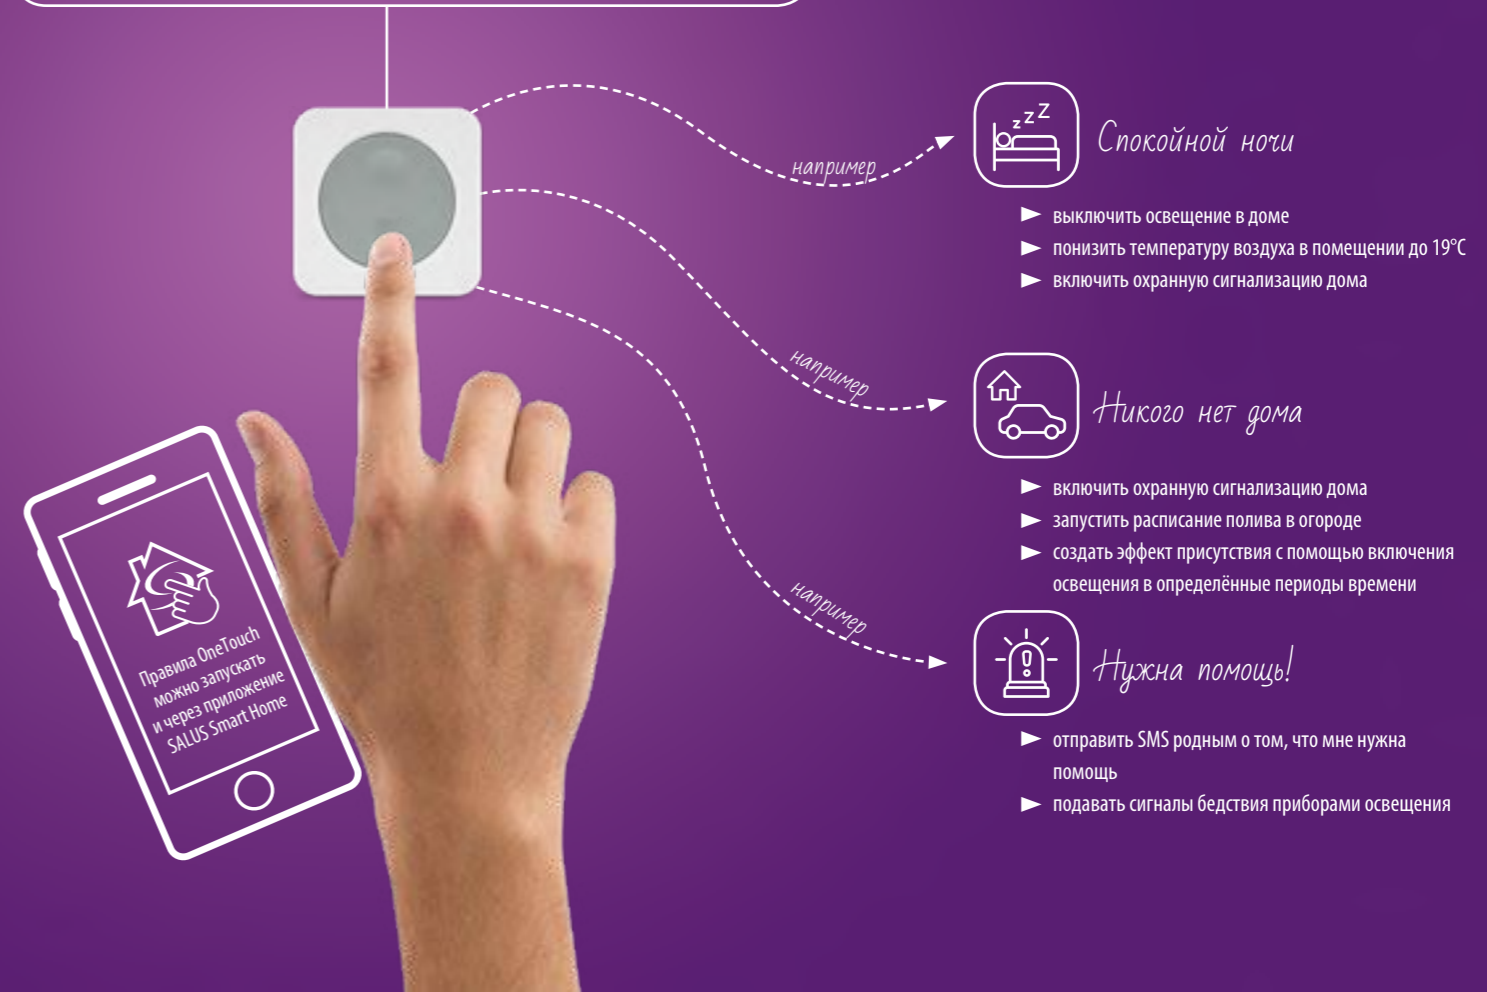 например
Спокойной ночи
выключить освещение в доме
понизить температуру воздуха в помещении до 19°C
включить охранную сигнализацию дома
например
Никого нет дома
включить охранную сигнализацию дома
запустить расписание полива в огороде
создать эффект присутствия с помощью включения
освещения в определённые периоды времени
например
Нужна помощь!
отправить SMS родным о том, что мне нужна
помощь
подавать сигналы бедствия приборами освещения
Правила OneTouch
можно запускать
и через приложение
SALUS Smart Home